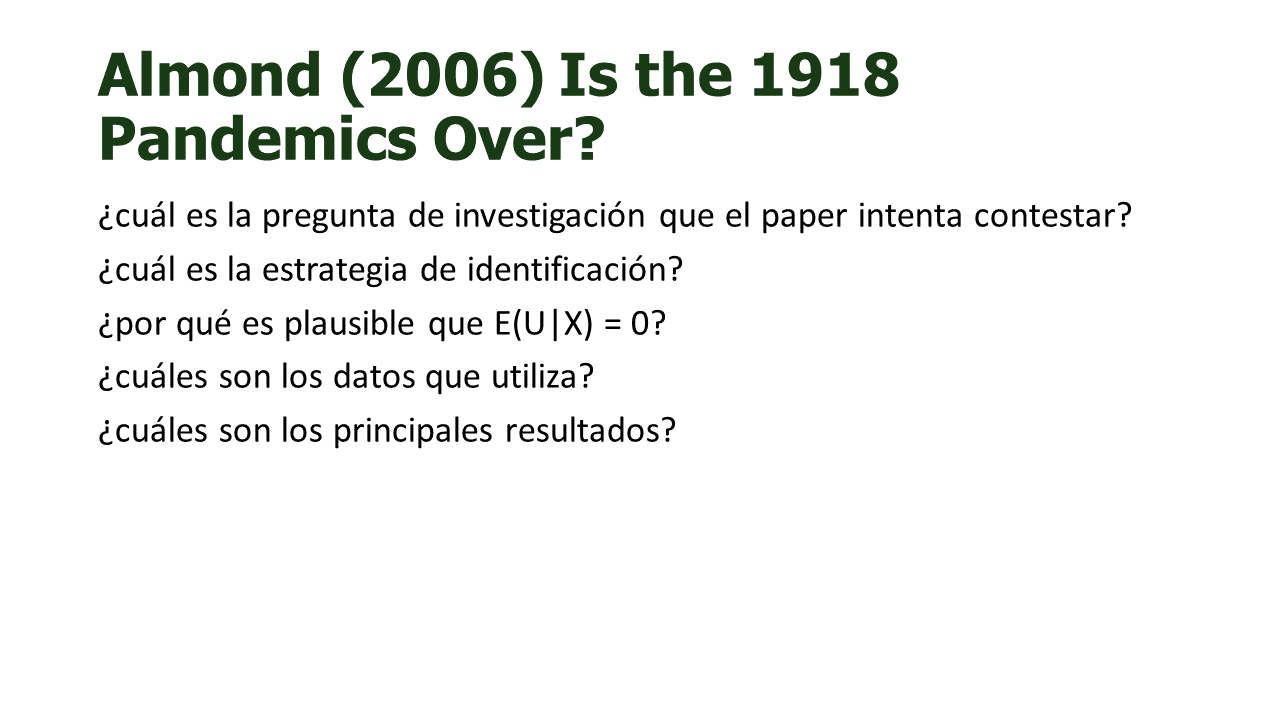 Almond (2006) Is the 1918
Pandemics Over?
¿cuál es la pregunta de investigación que el paper intenta contestar?
¿cuál es la estrategia de identificación?
¿por qué es plausible que E(U|X) = 0?
¿cuáles son los datos que utiliza?
¿cuáles son los principales resultados?